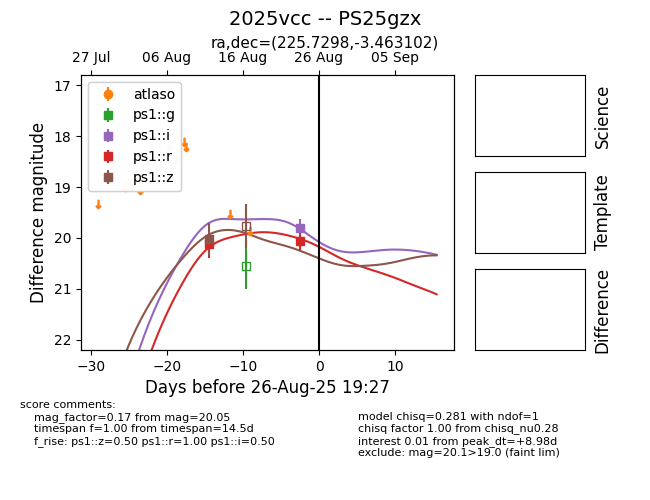 2025vcc -- PS25gzx
ra,dec=(225.7298,-3.463102)
27 Jul 06 Aug 16 Aug 26 Aug 05 Sep
17
18
19
20
21
22
Difference magnitude
atlaso
ps1::g
ps1::i
ps1::r
ps1::z
−30 −20 −10 0 10
Days before 26-Aug-25 19:27
Science
Template
Difference
score comments:
mag_factor=0.17 from mag=20.05
timespan f=1.00 from timespan=14.5d
f_rise: ps1::z=0.50 ps1::r=1.00 ps1::i=0.50
model chisq=0.281 with ndof=1
chisq factor 1.00 from chisq_nu0.28
interest 0.01 from peak_dt=+8.98d
exclude: mag=20.1>19.0 (faint lim)